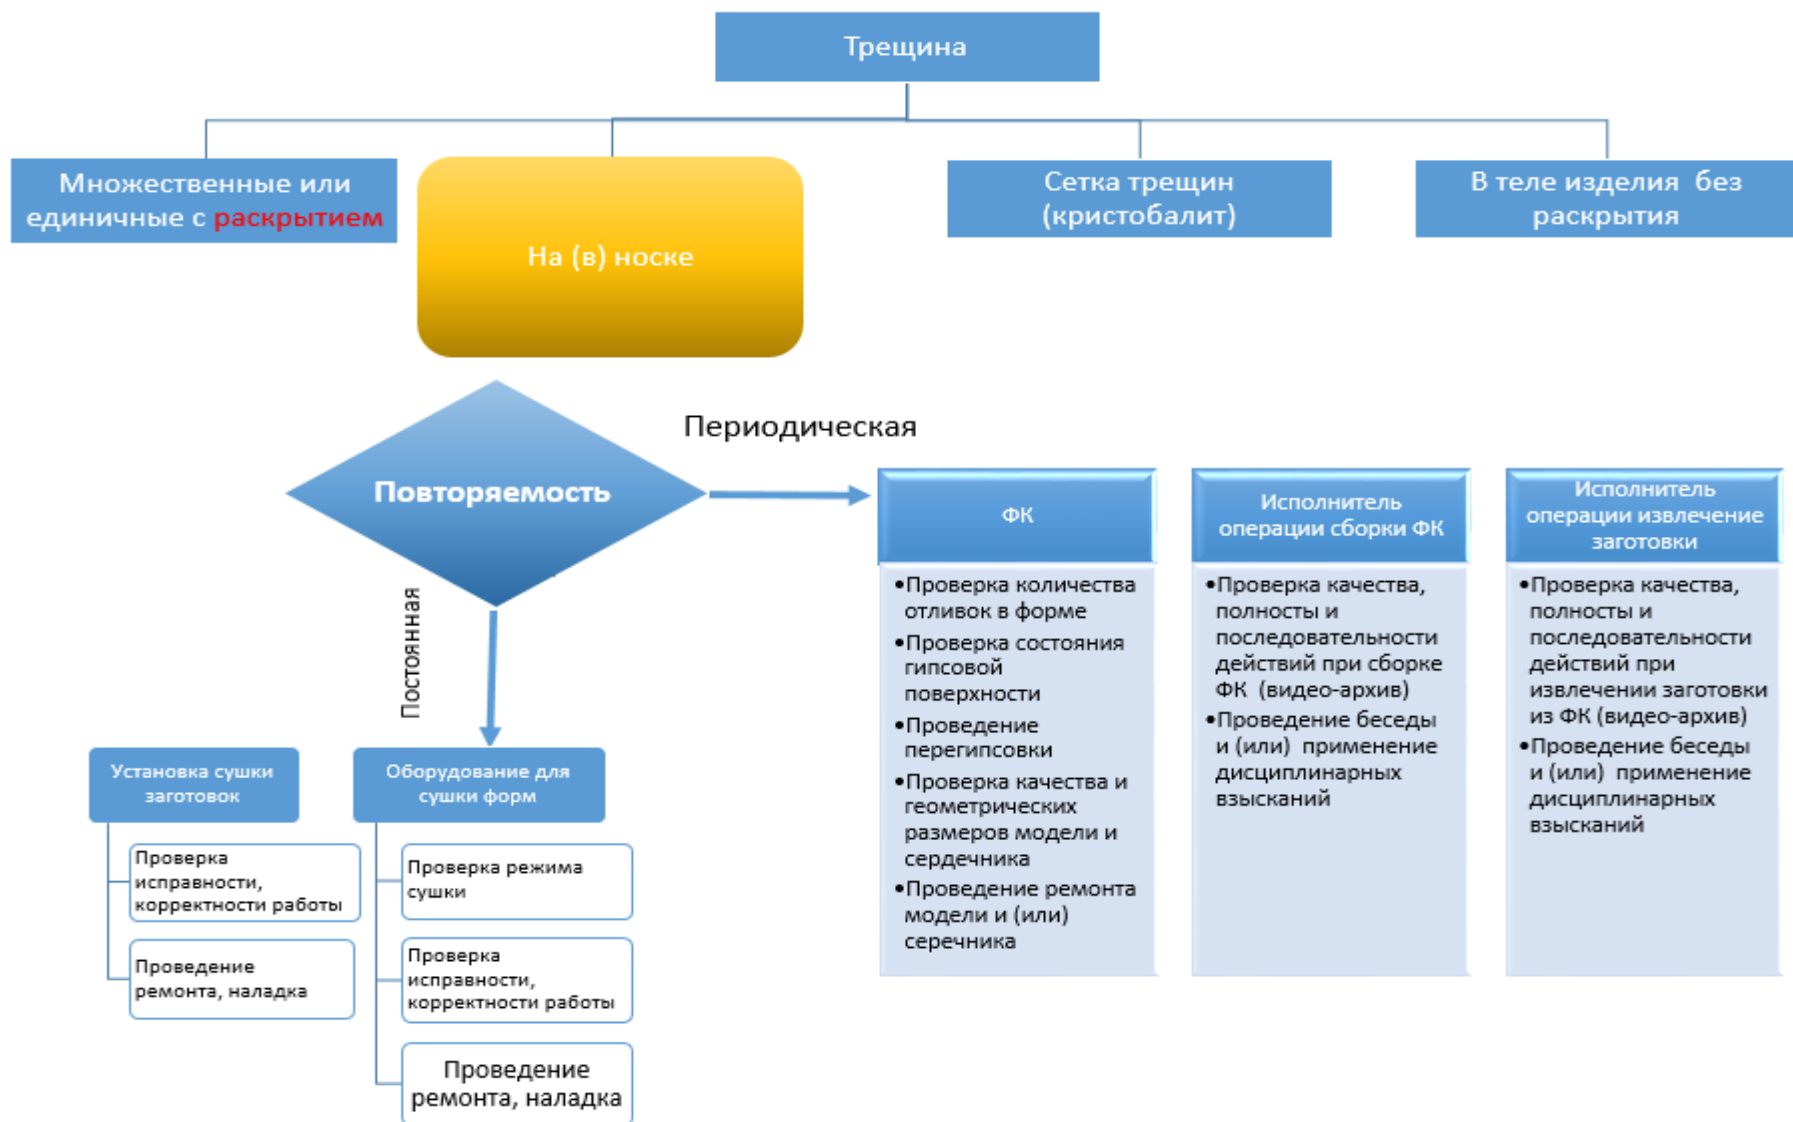 Трещина
Множественные или
единичные с раскрытием
На (в) носке
Сетка трещин
(кристобалит)
В теле изделия без
раскрытия
Повторяемость
Периодическая
Постоянная
ФК
•Проверка количества
отливок в форме
•Проверка состояния
гипсовой
поверхности
•Проведение
перегипсовки
•Проверка качества и
геометрических
размеров модели и
сердечника
•Проведение ремонта
модели и (или)
серечника
Исполнитель
операции сборки ФК
•Проверка качества,
полносты и
последовательности
действий при сборке
ФК (видео-архив)
•Проведение беседы
и (или) применение
дисциплинарных
взысканий
Исполнитель
операции извлечение
заготовки
•Проверка качества,
полносты и
последовательности
действий при
извлечении заготовки
из ФК (видео-архив)
•Проведение беседы
и (или) применение
дисциплинарных
взысканий
Установка сушки
заготовок
Проверка
исправности,
корректности работы
Проведение
ремонта, наладка
Оборудование для
сушки форм
Проверка режима
сушки
Проверка
исправности,
корректности работы
Проведение
ремонта, наладка